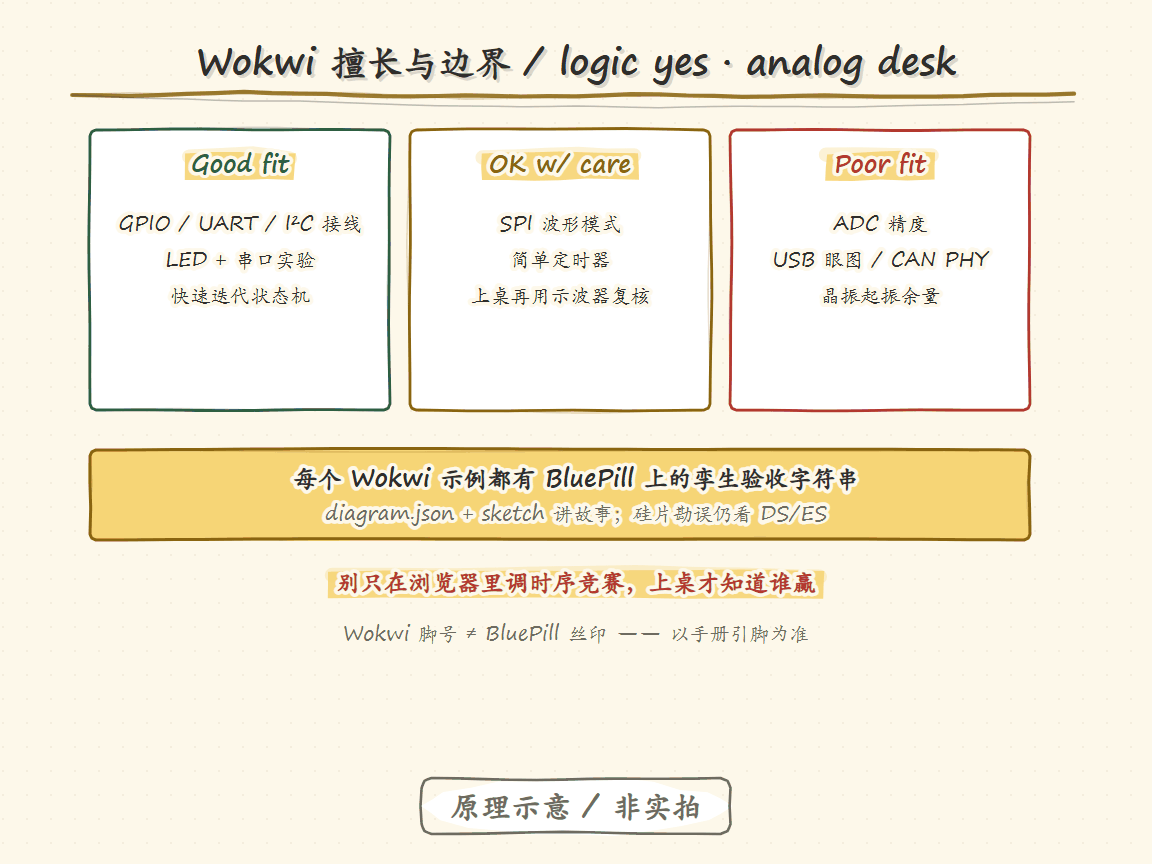 Wokwi 擅长与边界 / logic yes · analog desk
Good fit
GPIO / UART / I²C 接线
LED + 串口实验
快速迭代状态机
OK w/ care
SPI 波形模式
简单定时器
上桌再用示波器复核
Poor fit
ADC 精度
USB 眼图 / CAN PHY
晶振起振余量
每个 Wokwi 示例都有 BluePill 上的孪生验收字符串
diagram.json + sketch 讲故事；硅片勘误仍看 DS/ES
别只在浏览器里调时序竞赛，上桌才知道谁赢
Wokwi 脚号 ≠ BluePill 丝印 —— 以手册引脚为准
原理示意 / 非实拍